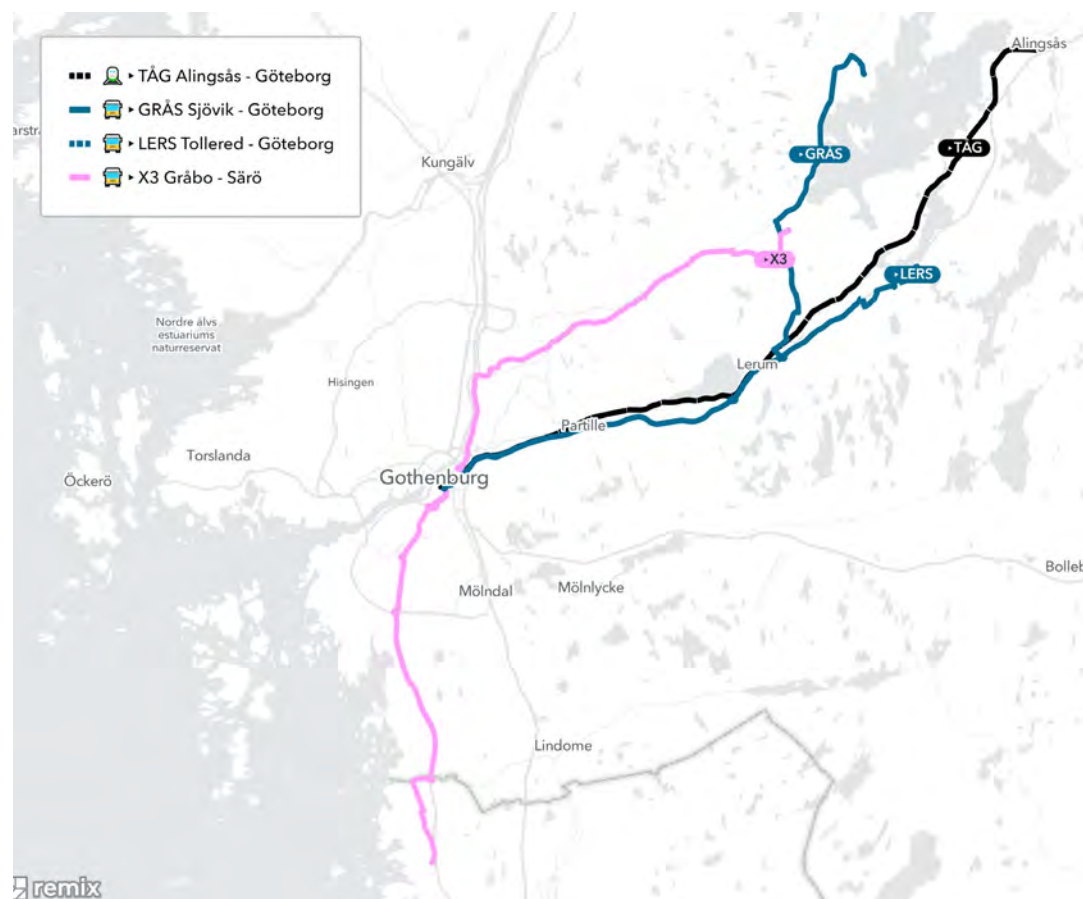 TÅG Alingsås - Göteborg
GRÅS Sjövik - Göteborg
LERS Tollered - Göteborg
X3 Gråbo - Särö
Alingsås
TÅG
GRÅS
Kungälv
X3
LERS
Nordre älvs
estuariums
naturreservat
Lerum
Hisingen
Partille
Torslanda
Gothenburg
Öckerö
Bolleb
Mölndal
Mölnlycke
Lindome
remix